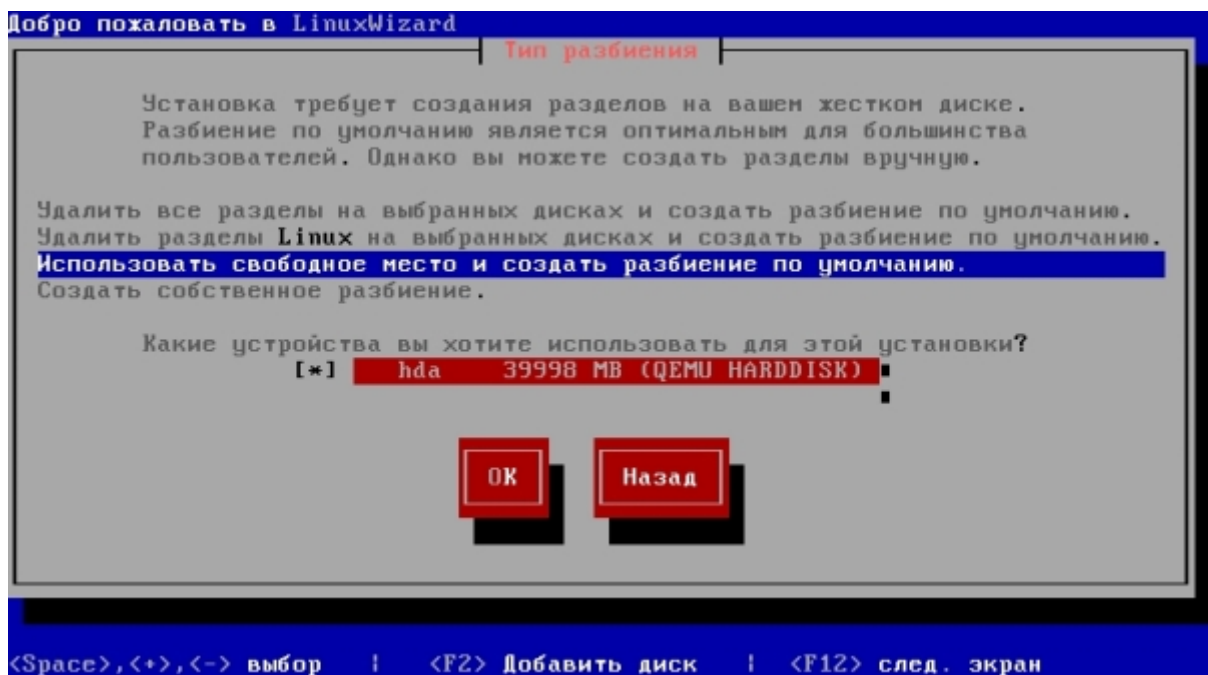 Добро пожаловать в LinuxWizard
Тип разбиения
Установка требует создания разделов на вашем жестком диске.
Разбиение по умолчанию является оптимальным для большинства
пользователей. Однако вы можете создать разделы вручную.
Удалить все разделы на выбранных дисках и создать разбиение по умолчанию.
Удалить разделы Linux на выбранных дисках и создать разбиение по умолчанию.
Использовать свободное место и создать разбиение по умолчанию.
Создать собственное разбиение.
Какие устройства вы хотите использовать для этой установки?
[*] hda 39998 MB (QEMU HARDDISK)
OK Назад
<Space>,<+>,<-> выбор | <F2> Добавить диск | <F12> след. экран